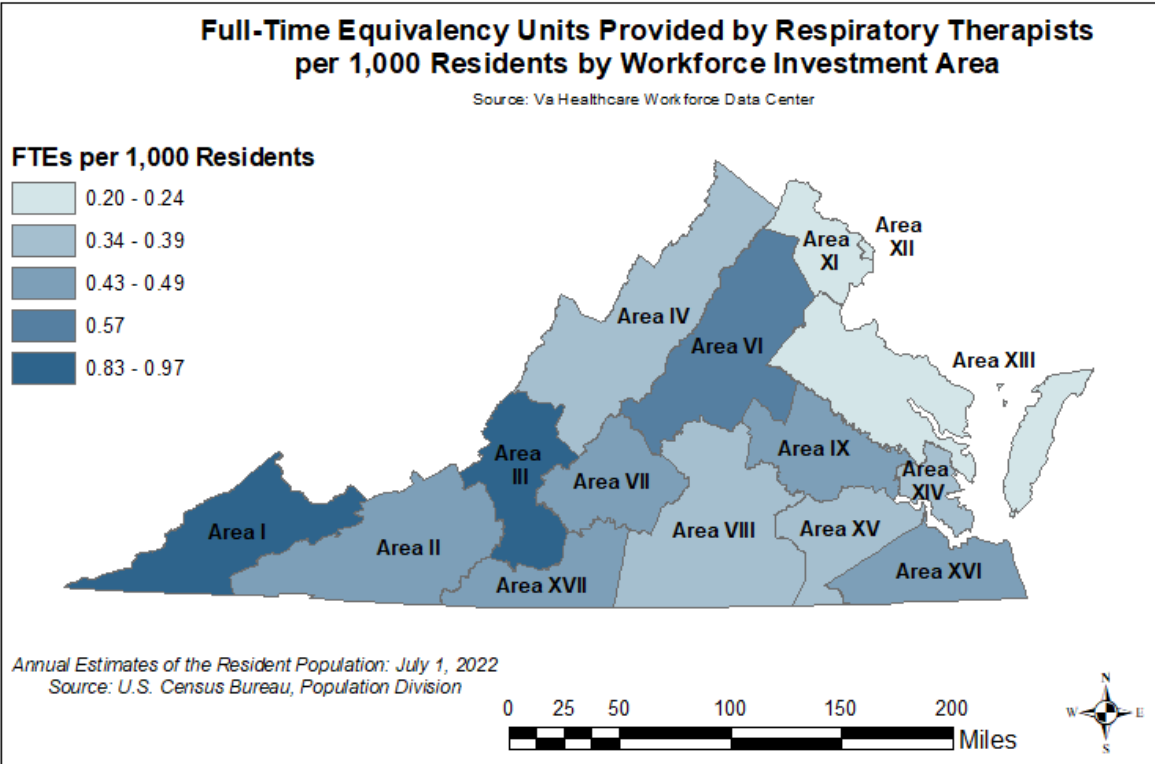 Full-Time Equivalency Units Provided by Respiratory Therapists
per 1,000 Residents by Workforce Investment Area
Source: Va Healthcare Workforce Data Center
FTEs per 1,000 Residents
0.20 - 0.24
0.34 - 0.39
0.43 - 0.49
0.57
0.83 - 0.97
Area
XII
Area
XI
Area IV
Area VI
Area XIII
Area
III
Area VII
Area IX
Area
XIV
Area I
Area II
Area VIII
Area XV
Area XVII
Area XVI
Annual Estimates of the Resident Population: July 1, 2022
Source: U.S. Census Bureau, Population Division
0 25 50 100 150 200
Miles
N
W E
S